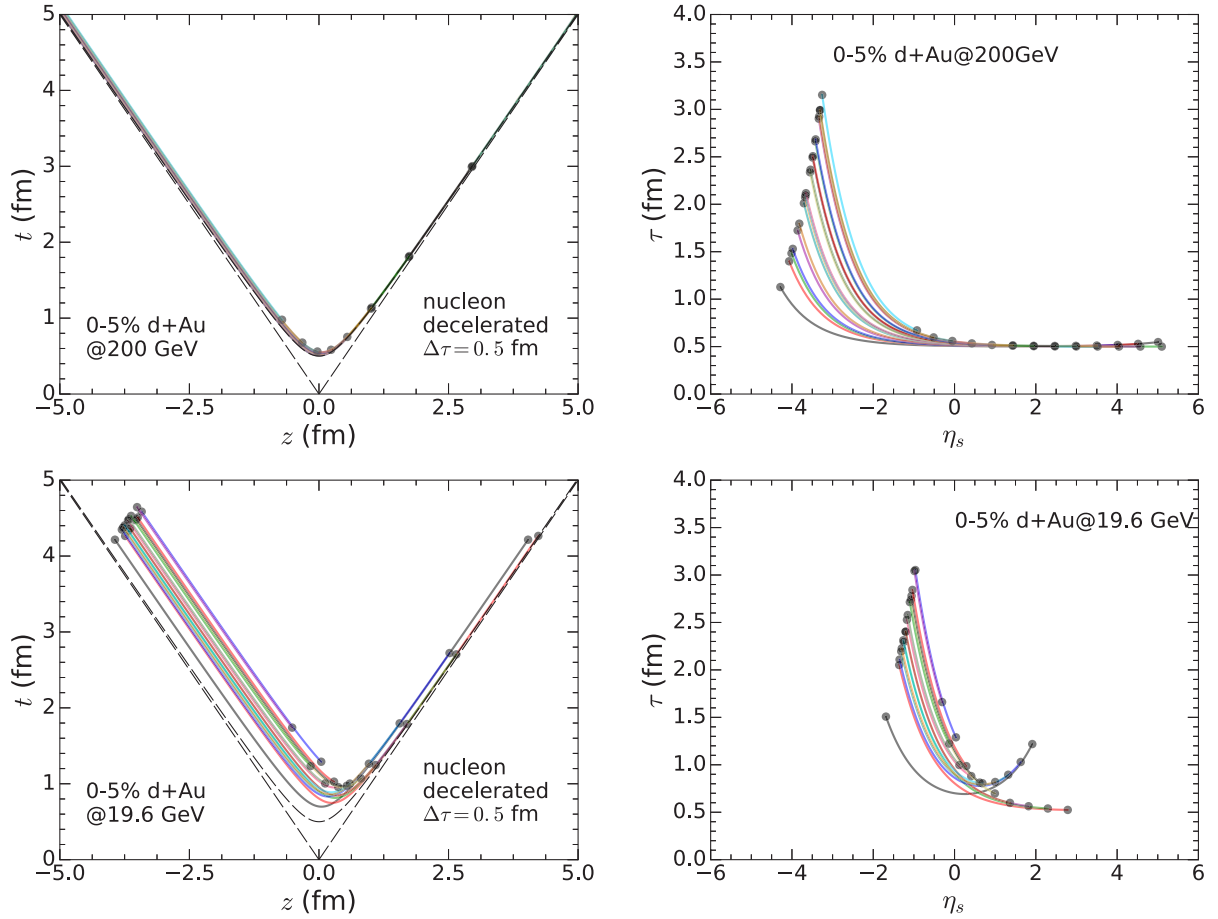 5
4
3
2
1
0
t (fm)
0-5% d+Au
@200 GeV
nucleon
decelerated
Δτ = 0.5 fm
−5.0 −2.5 0.0 2.5 5.0
z (fm)
4.0
3.5
3.0
2.5
2.0
1.5
1.0
0.5
0.0
τ (fm)
0-5% d+Au@200GeV
−6 −4 −2 0 2 4 6
η_s
5
4
3
2
1
0
t (fm)
0-5% d+Au
@19.6 GeV
nucleon
decelerated
Δτ = 0.5 fm
−5.0 −2.5 0.0 2.5 5.0
z (fm)
4.0
3.5
3.0
2.5
2.0
1.5
1.0
0.5
0.0
τ (fm)
0-5% d+Au@19.6 GeV
−6 −4 −2 0 2 4 6
η_s